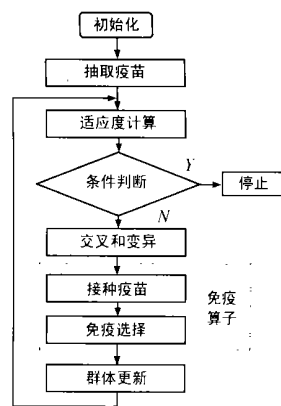 初始化
抽取疫苗
适应度计算
条件判断
Y
停止
N
交叉和变异
接种疫苗
免疫
算子
免疫选择
群体更新